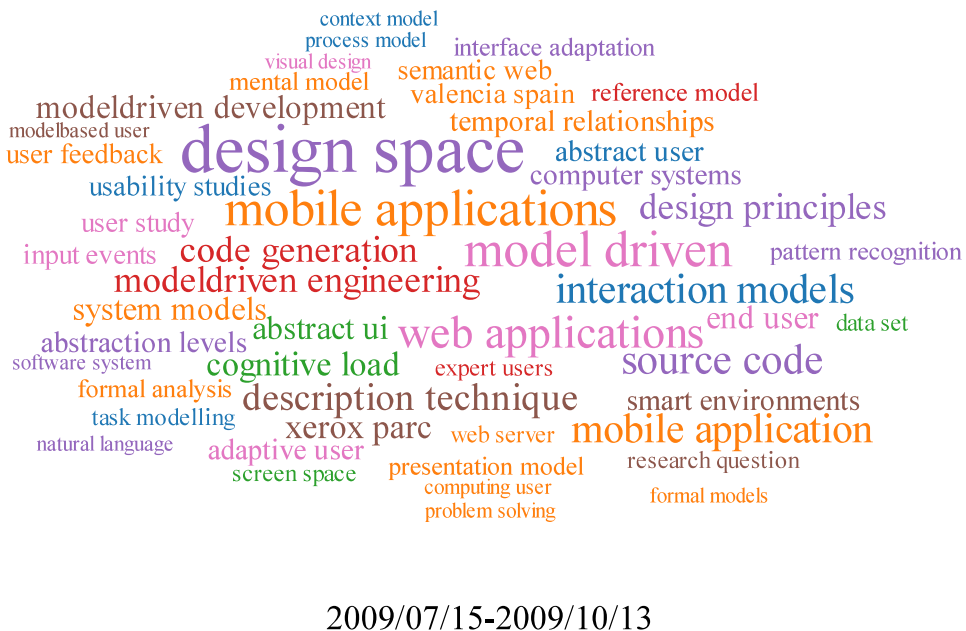 context model
process model
interface adaptation
visual design
semantic web
mental model
valencia spain
reference model
modeldriven development
temporal relationships
modelbased user
design space
abstract user
user feedback
computer systems
usability studies
mobile applications
design principles
user study
code generation
model driven
pattern recognition
input events
modeldriven engineering
interaction models
system models
abstract ui
web applications
end user
data set
abstraction levels
software system
cognitive load
expert users
source code
formal analysis
description technique
smart environments
task modelling
xerox parc
web server
mobile application
natural language
adaptive user
screen space
presentation model
research question
computing user
formal models
problem solving
2009/07/15-2009/10/13